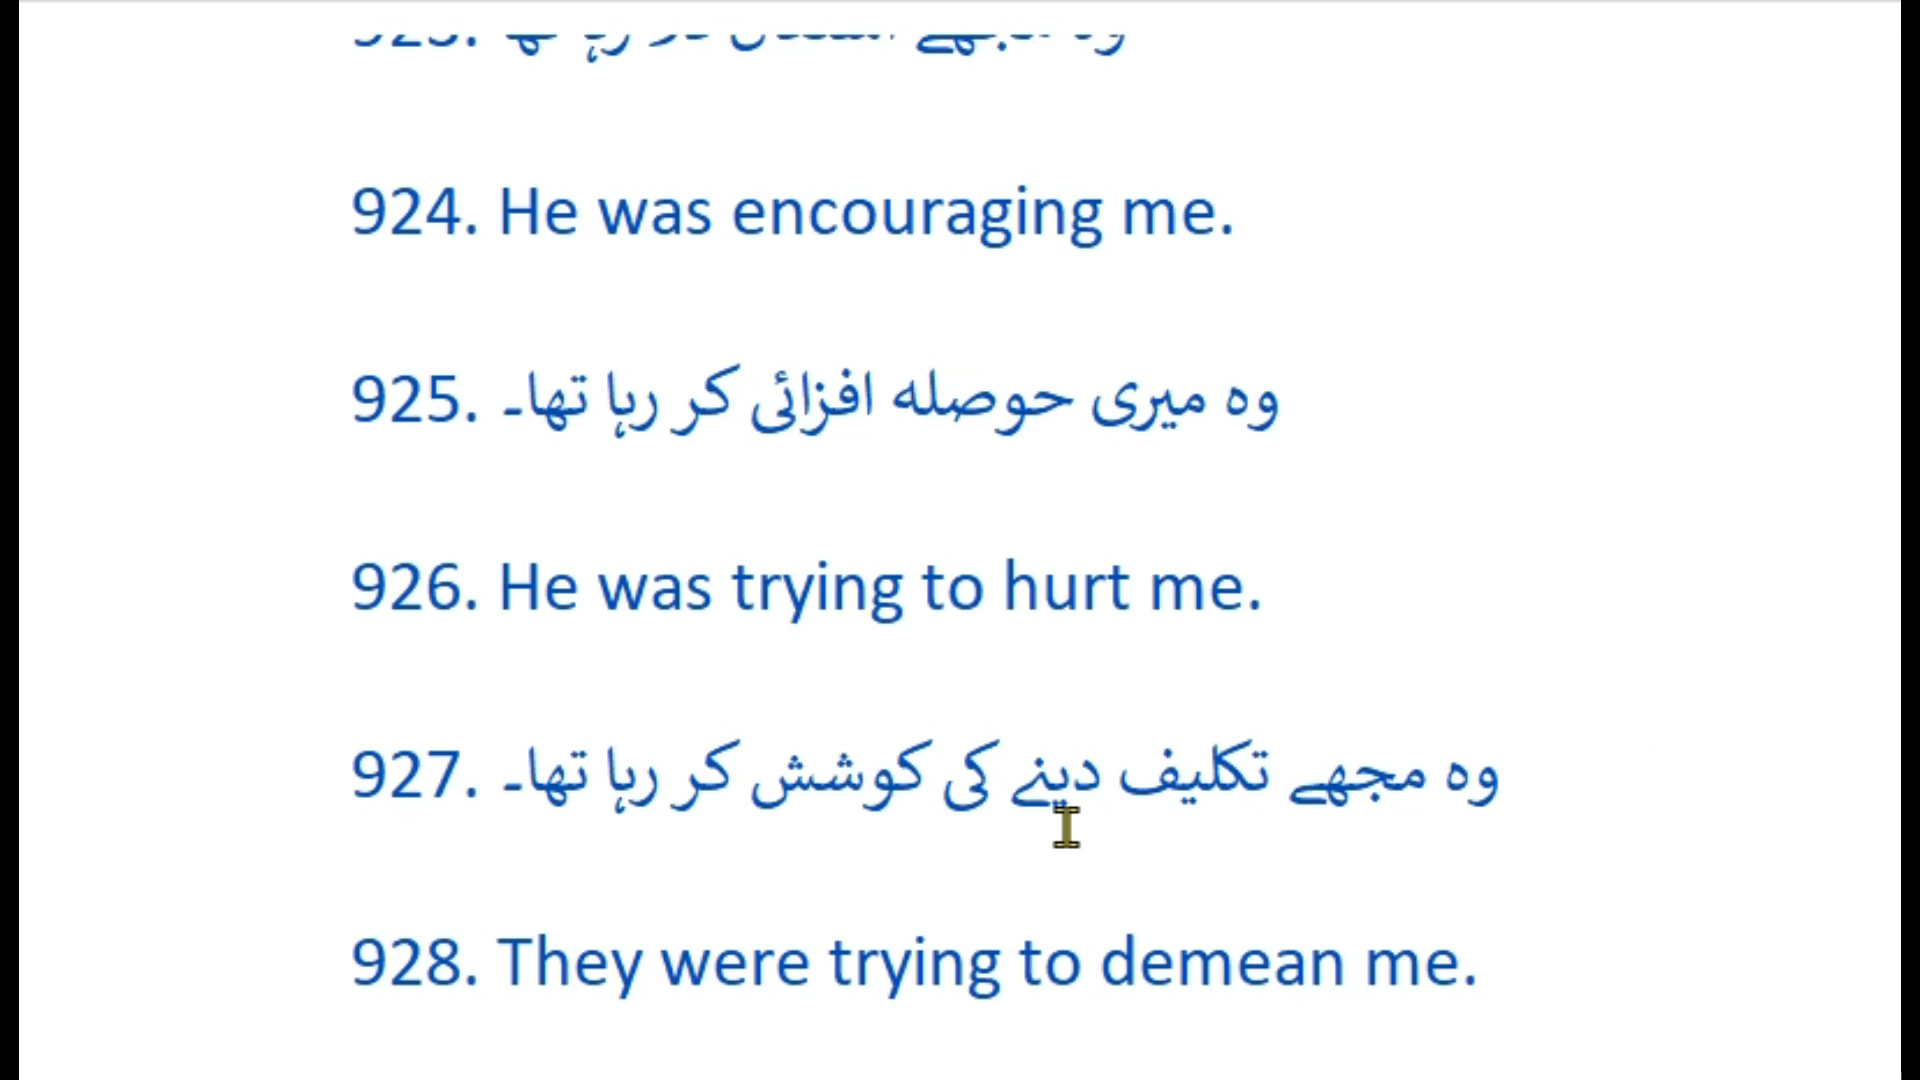 924. He was encouraging me.
925. وہ میری حوصلہ افزائی کر رہا تھا۔
926. He was trying to hurt me.
927. وہ مجھے تکلیف دینے کی کوشش کر رہا تھا۔
928. They were trying to demean me.